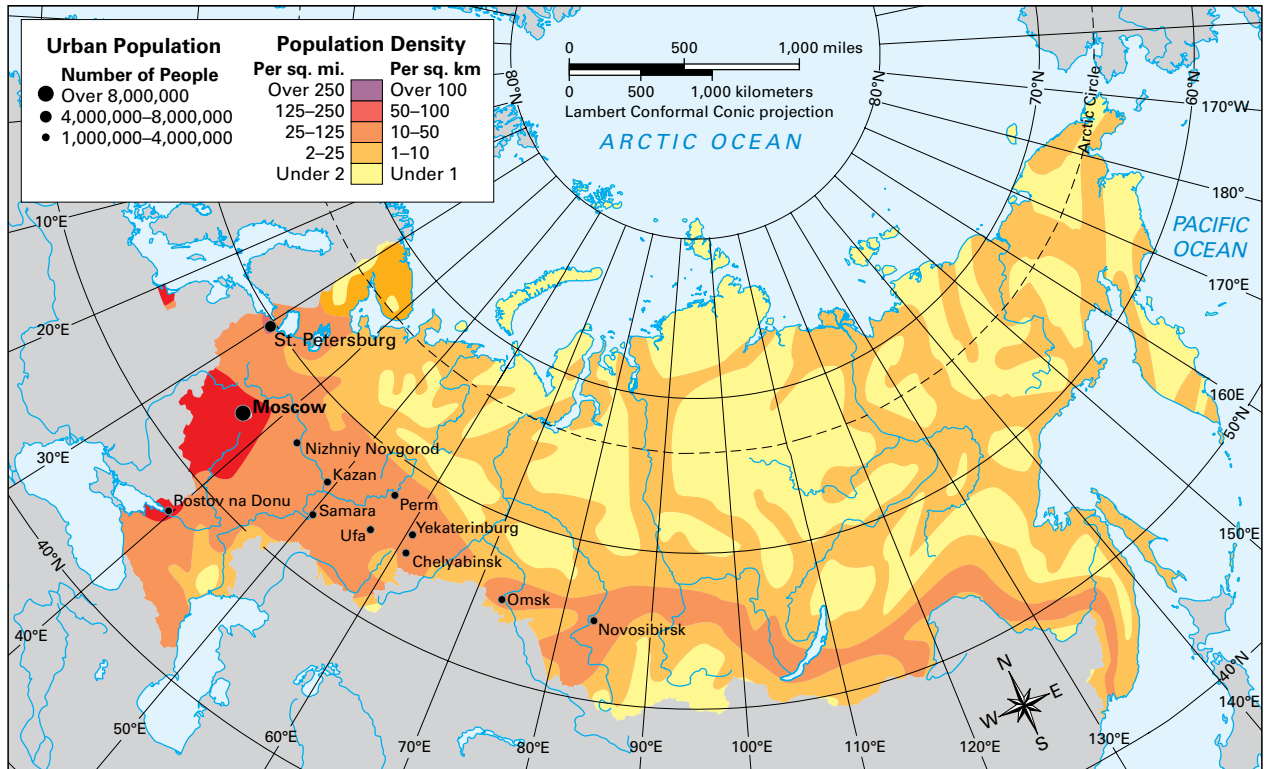 Urban Population
Number of People
Over 8,000,000
4,000,000–8,000,000
1,000,000–4,000,000
Population Density
Per sq. mi. Per sq. km
Over 250 Over 100
125–250 50–100
25–125 10–50
2–25 1–10
Under 2 Under 1
0 500 1,000 miles
0 500 1,000 kilometers
Lambert Conformal Conic projection
ARCTIC OCEAN
80°N
80°N
70°N
Arctic Circle
60°N
170°W
180°
PACIFIC
OCEAN
170°E
160°E
50°N
150°E
40°N
140°E
130°E
120°E
110°E
100°E
90°E
80°E
70°E
60°E
50°E
40°E
40°N
30°E
20°E
10°E
St. Petersburg
Moscow
Nizhniy Novgorod
Kazan
Rostov na Donu
Samara
Perm
Ufa
Yekaterinburg
Chelyabinsk
Omsk
Novosibirsk
N
E
W
S